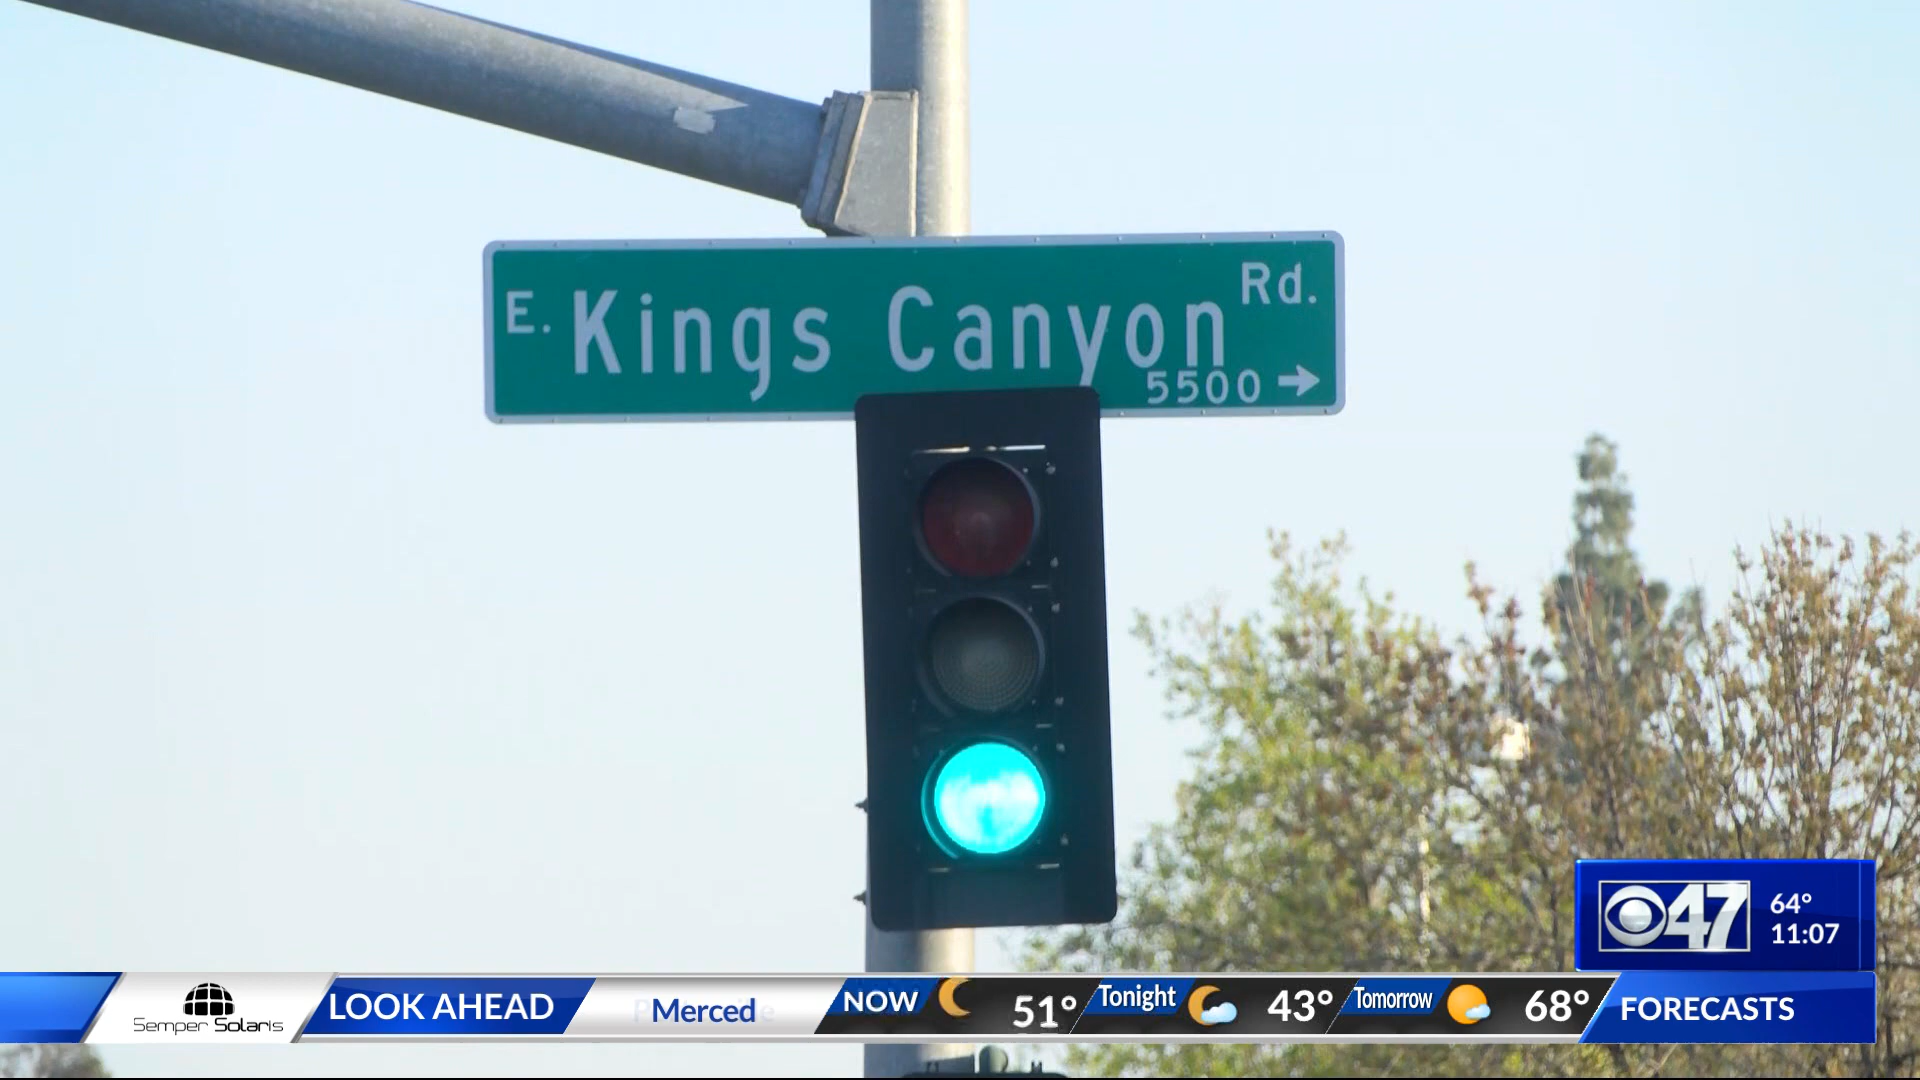 E. Kings Canyon Rd.
5500 →
47
64°
11:07
Semper Solaris
LOOK AHEAD
Merced
NOW 51°
Tonight 43°
Tomorrow 68°
FORECASTS